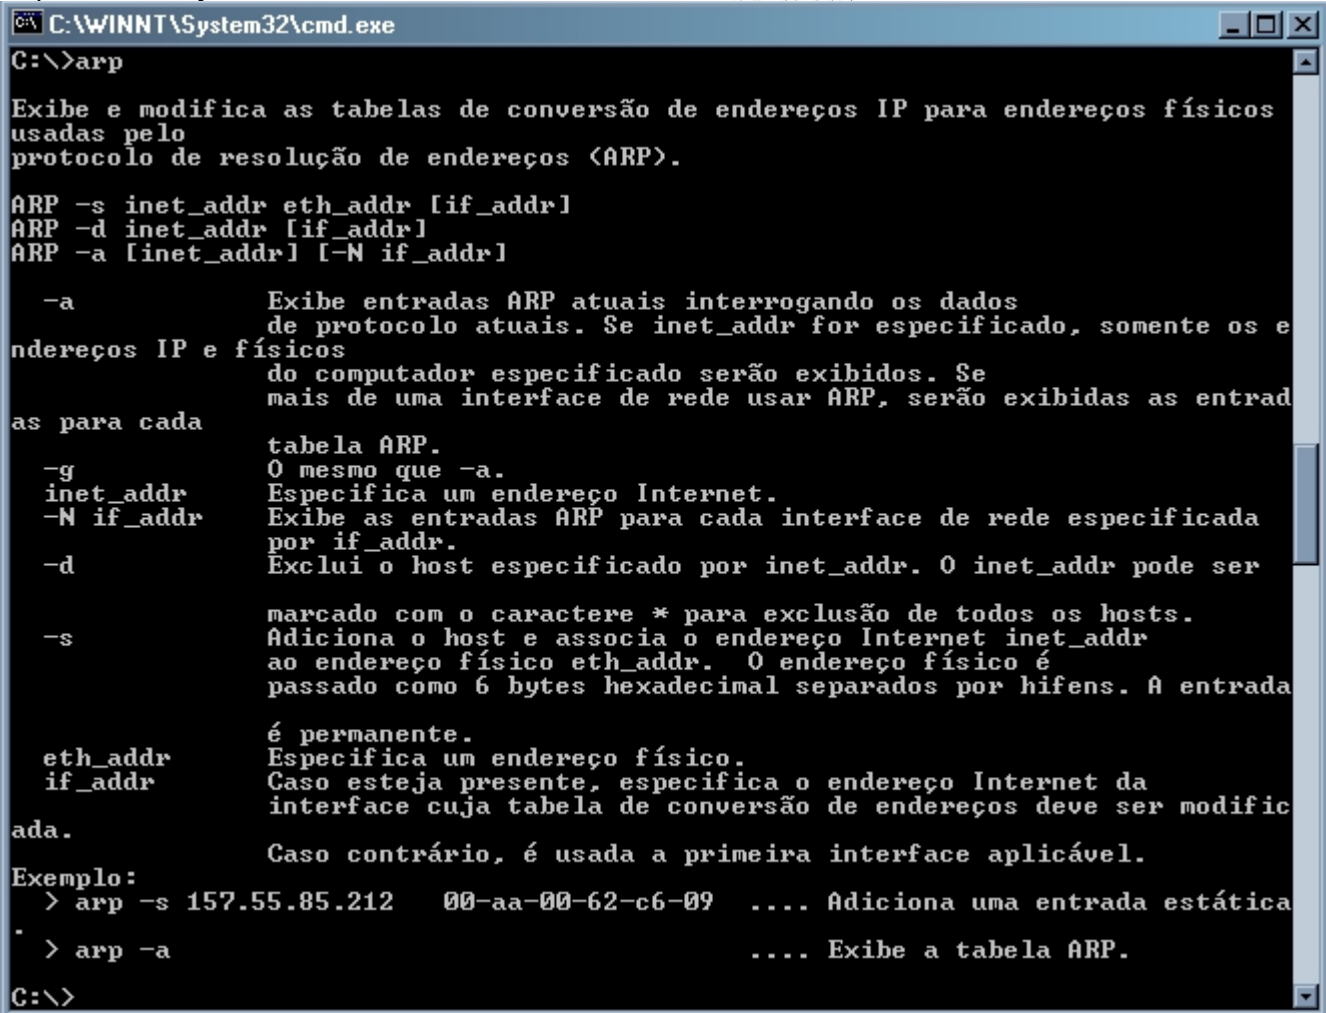 C:\WINNT\System32\cmd.exe
C:\>arp
Exibe e modifica as tabelas de conversão de endereços IP para endereços físicos
usadas pelo
protocolo de resolução de endereços (ARP).
ARP -s inet_addr eth_addr [if_addr]
ARP -d inet_addr [if_addr]
ARP -a [inet_addr] [-N if_addr]
-a Exibe entradas ARP atuais interrogando os dados
de protocolo atuais. Se inet_addr for especificado, somente os e
ndereços IP e físicos
do computador especificado serão exibidos. Se
mais de uma interface de rede usar ARP, serão exibidas as entrad
as para cada
tabela ARP.
-g O mesmo que -a.
inet_addr Especifica um endereço Internet.
-N if_addr Exibe as entradas ARP para cada interface de rede especificada
por if_addr.
-d Exclui o host especificado por inet_addr. O inet_addr pode ser
marcado com o caractere * para exclusão de todos os hosts.
-s Adiciona o host e associa o endereço Internet inet_addr
ao endereço físico eth_addr. O endereço físico é
passado como 6 bytes hexadecimal separados por hifens. A entrada
é permanente.
eth_addr Especifica um endereço físico.
if_addr Caso esteja presente, especifica o endereço Internet da
interface cuja tabela de conversão de endereços deve ser modific
ada.
Caso contrário, é usada a primeira interface aplicável.
Exemplo:
> arp -s 157.55.85.212 00-aa-00-62-c6-09 .... Adiciona uma entrada estática
.
> arp -a .... Exibe a tabela ARP.
C:\>